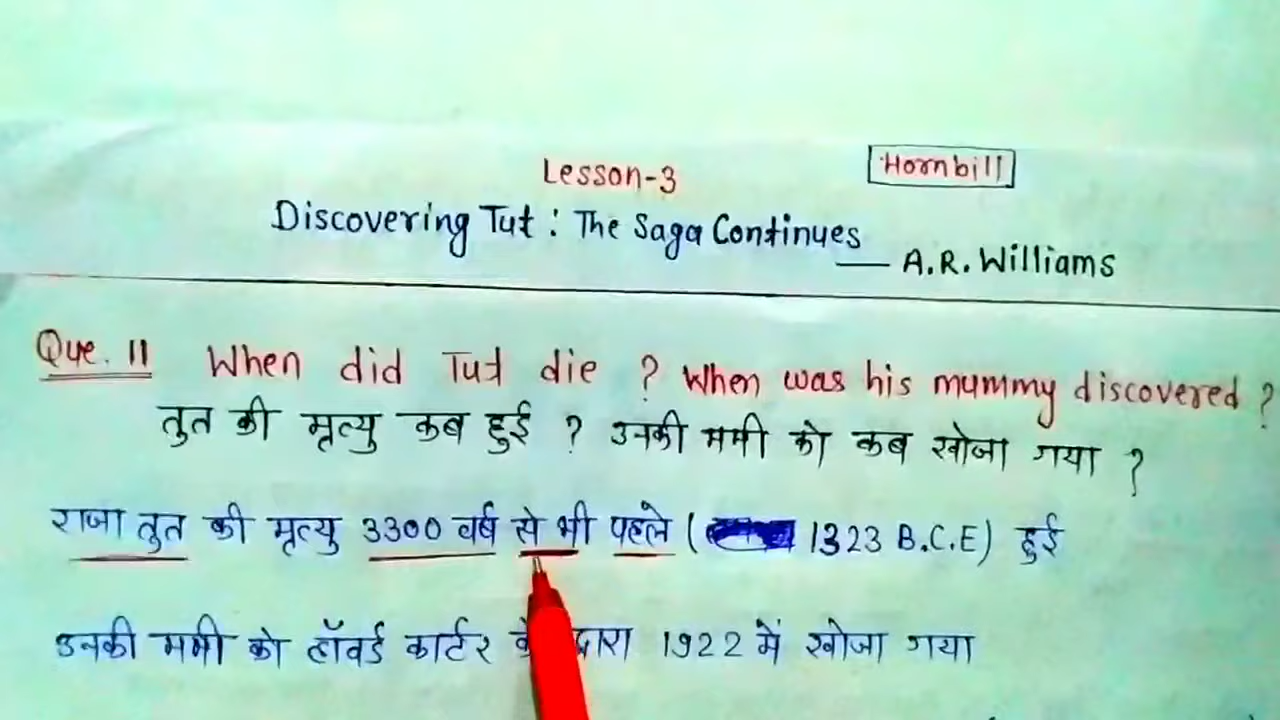 Lesson-3
Hornbill
Discovering Tut : The Saga Continues
— A.R. Williams
Que. 11 When did Tut die ? When was his mummy discovered ?
तुत की मृत्यु कब हुई ? उनकी ममी को कब खोजा गया ?
राजा तुत की मृत्यु 3300 वर्ष से भी पहले ( 1323 B.C.E) हुई
उनकी ममी को हॉवर्ड कार्टर द्वारा 1922 में खोजा गया